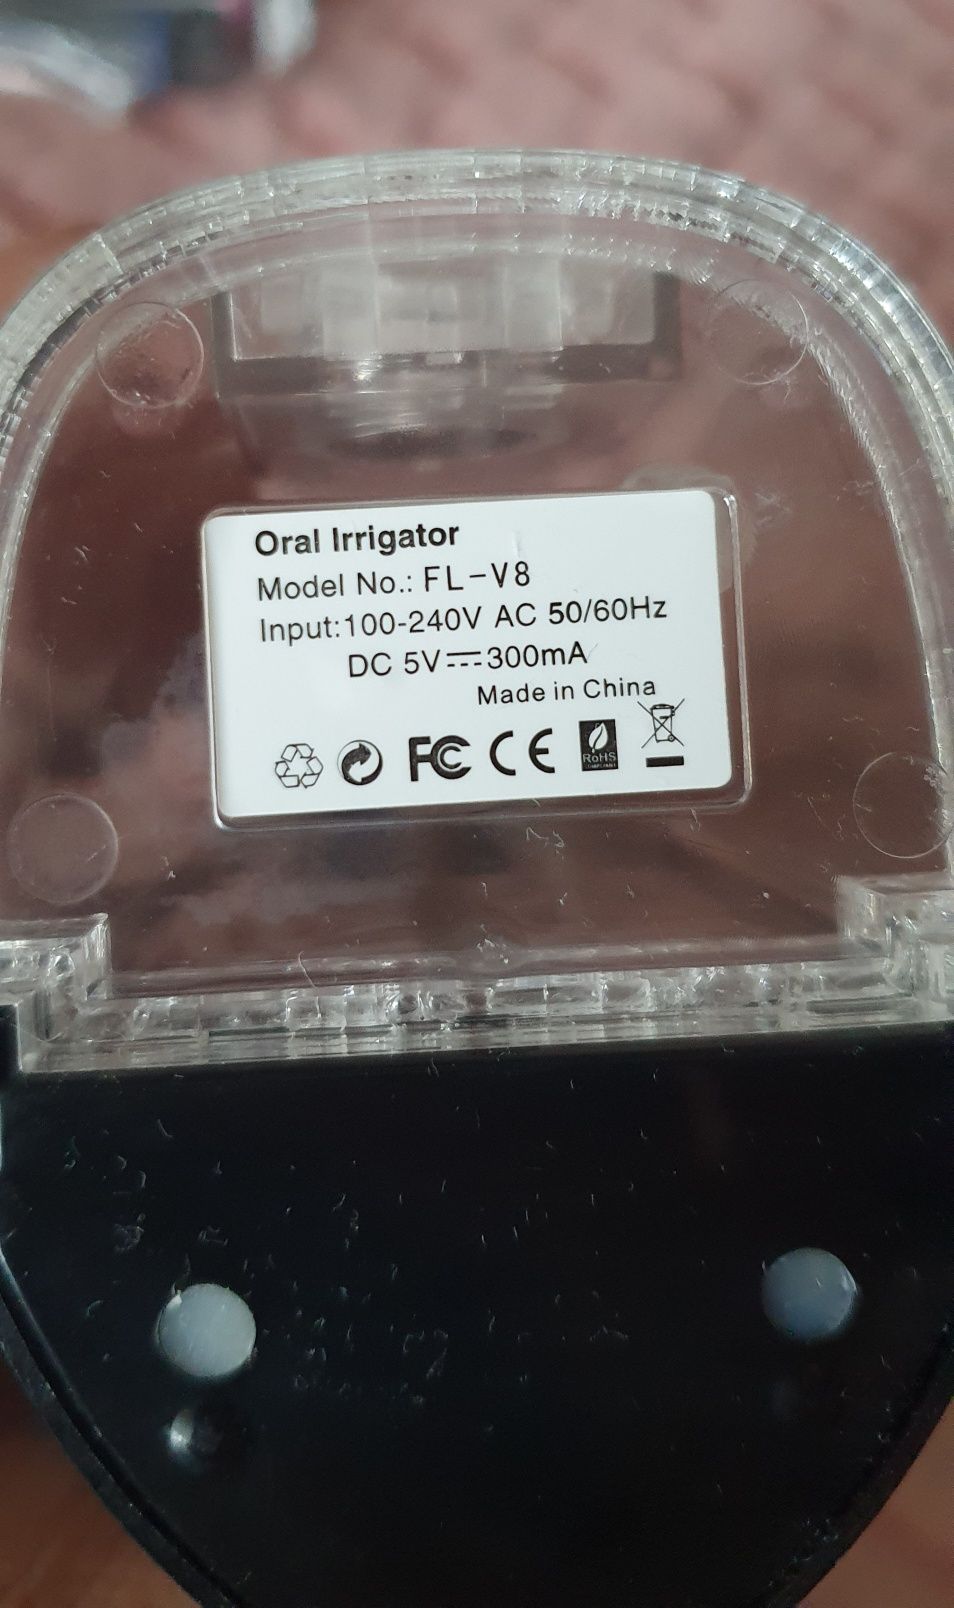 Oral Irrigator
Model No.: FL-V8
Input:100-240V AC 50/60Hz
DC 5V⎓300mA
Made in China
FC CE RoHS
COMPLIANT